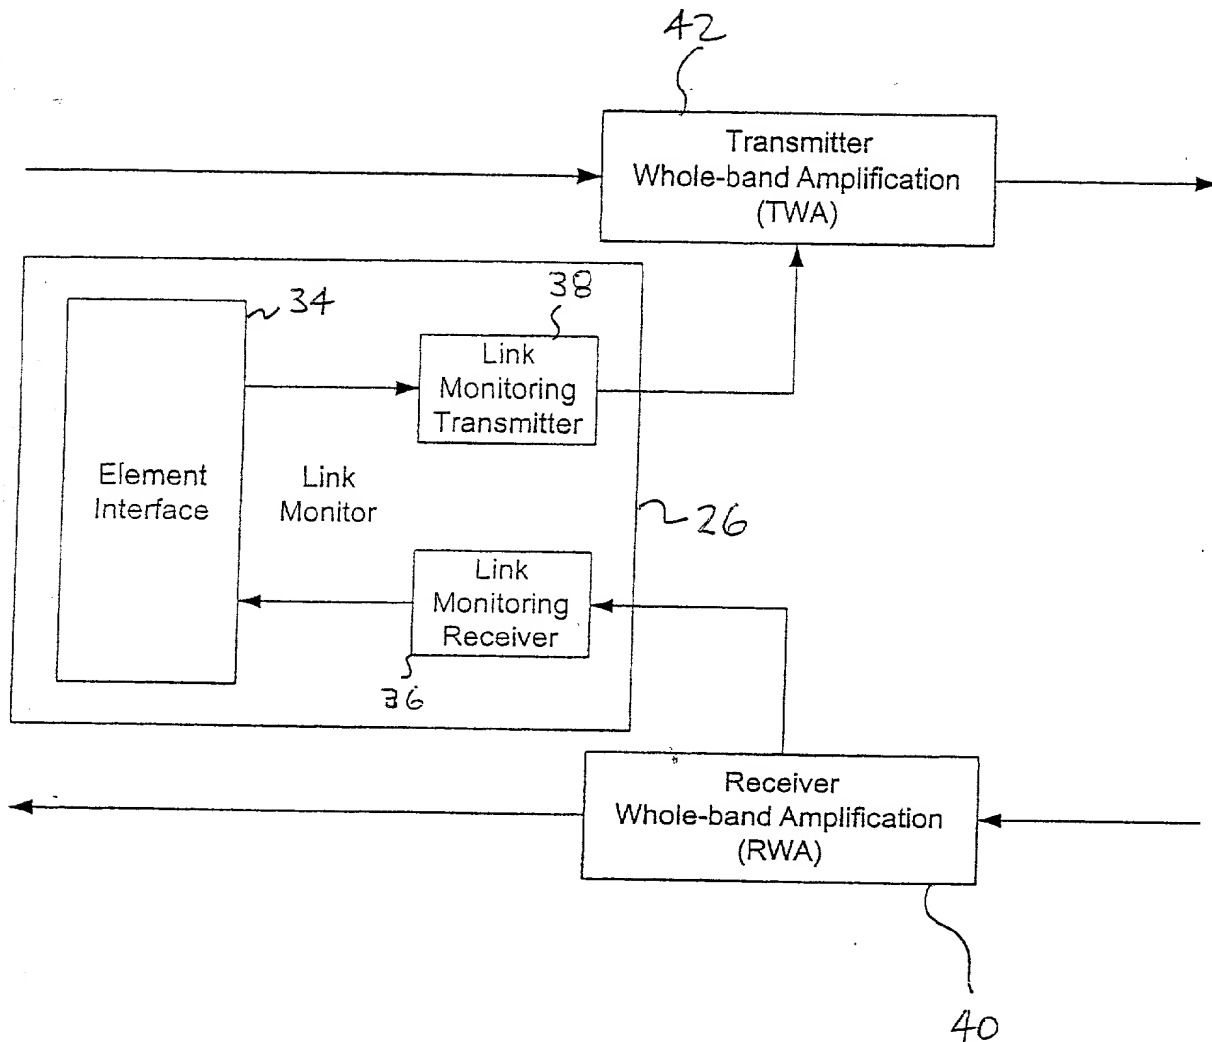 42
Transmitter
Whole-band Amplification
(TWA)
34
38
Link
Monitoring
Transmitter
Element
Interface
Link
Monitor
26
Link
Monitoring
Receiver
36
Receiver
Whole-band Amplification
(RWA)
40